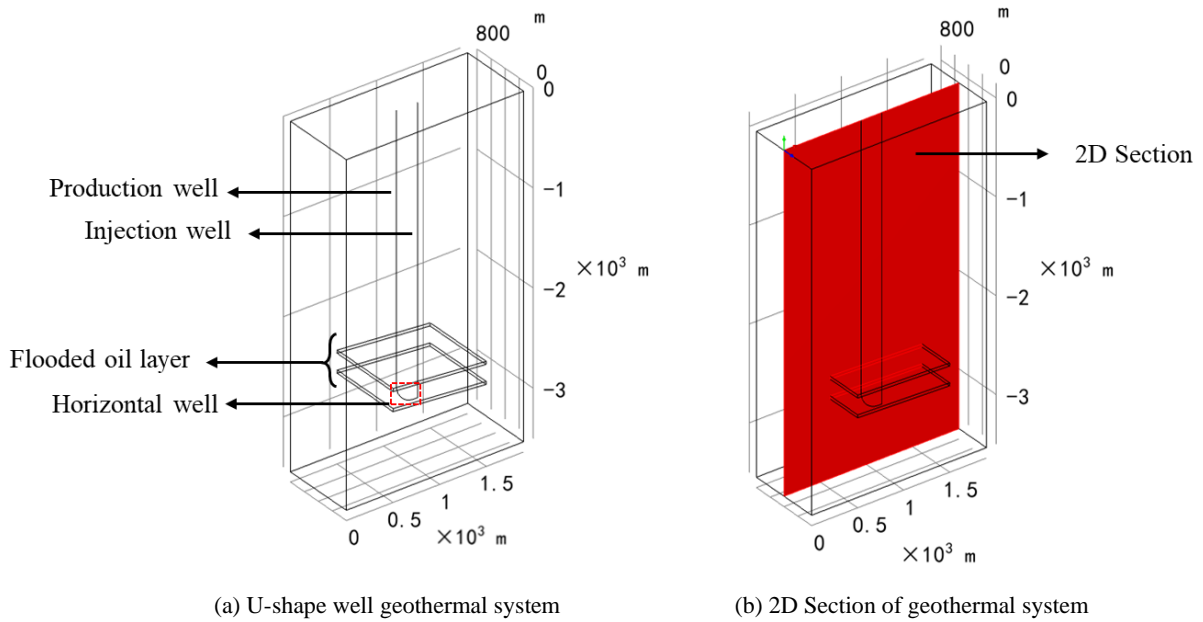 m
800
0
0
Production well
-1
Injection well
×10³ m
-2
Flooded oil layer
Horizontal well
-3
1.5
1
0.5
0
×10³ m
(a) U-shape well geothermal system
m
800
0
0
2D Section
-1
×10³ m
-2
-3
1.5
1
0.5
0
×10³ m
(b) 2D Section of geothermal system